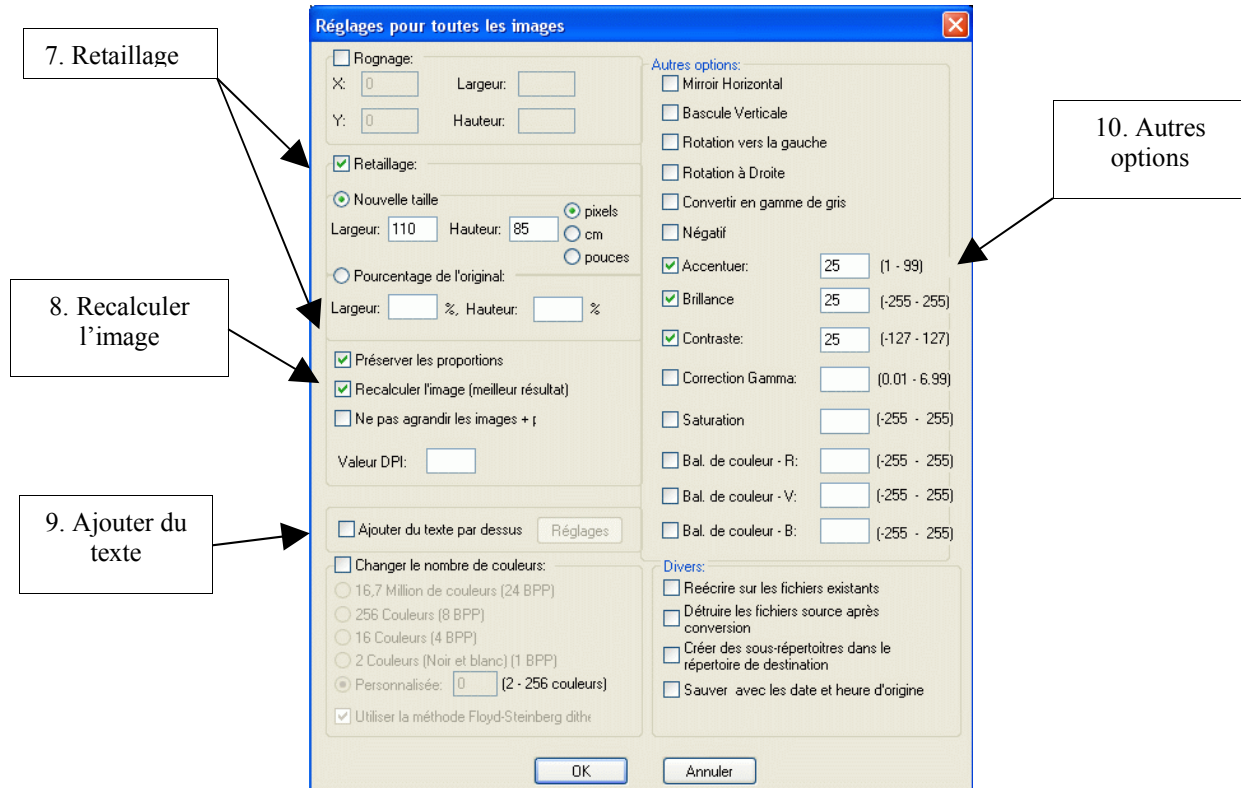 Réglages pour toutes les images
7. Retaillage
8. Recalculer
l'image
9. Ajouter du
texte
10. Autres
options
Rognage:
X: 0 Largeur:
Y: 0 Hauteur:
Retaillage:
Nouvelle taille
Largeur: 110 Hauteur: 85
pixels
cm
pouces
Pourcentage de l'original:
Largeur: %, Hauteur: %
Préserver les proportions
Recalculer l'image (meilleur résultat)
Ne pas agrandir les images + p
Valeur DPI:
Ajouter du texte par dessus Réglages
Changer le nombre de couleurs:
16,7 Million de couleurs (24 BPP)
256 Couleurs (8 BPP)
16 Couleurs (4 BPP)
2 Couleurs (Noir et blanc) (1 BPP)
Personnalisée: 0 (2 - 256 couleurs)
Utiliser la méthode Floyd-Steinberg dithe
Autres options:
Mirroir Horizontal
Bascule Verticale
Rotation vers la gauche
Rotation à Droite
Convertir en gamme de gris
Négatif
Accentuer: 25 (1 - 99)
Brillance 25 (-255 - 255)
Contraste: 25 (-127 - 127)
Correction Gamma: (0.01 - 6.99)
Saturation (-255 - 255)
Bal. de couleur - R: (-255 - 255)
Bal. de couleur - V: (-255 - 255)
Bal. de couleur - B: (-255 - 255)
Divers:
Reécrire sur les fichiers existants
Détruire les fichiers source après
conversion
Créer des sous-répertoitres dans le
répertoire de destination
Sauver avec les date et heure d'origine
OK Annuler